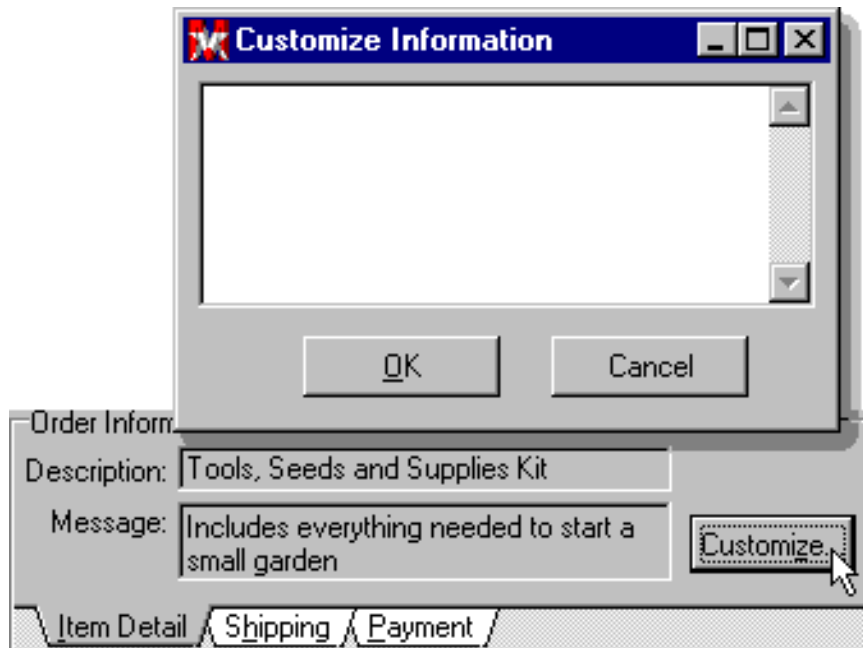 Customize Information
OK
Cancel
Order Inform
Description: Tools, Seeds and Supplies Kit
Message: Includes everything needed to start a
small garden
Customize...
Item Detail Shipping Payment